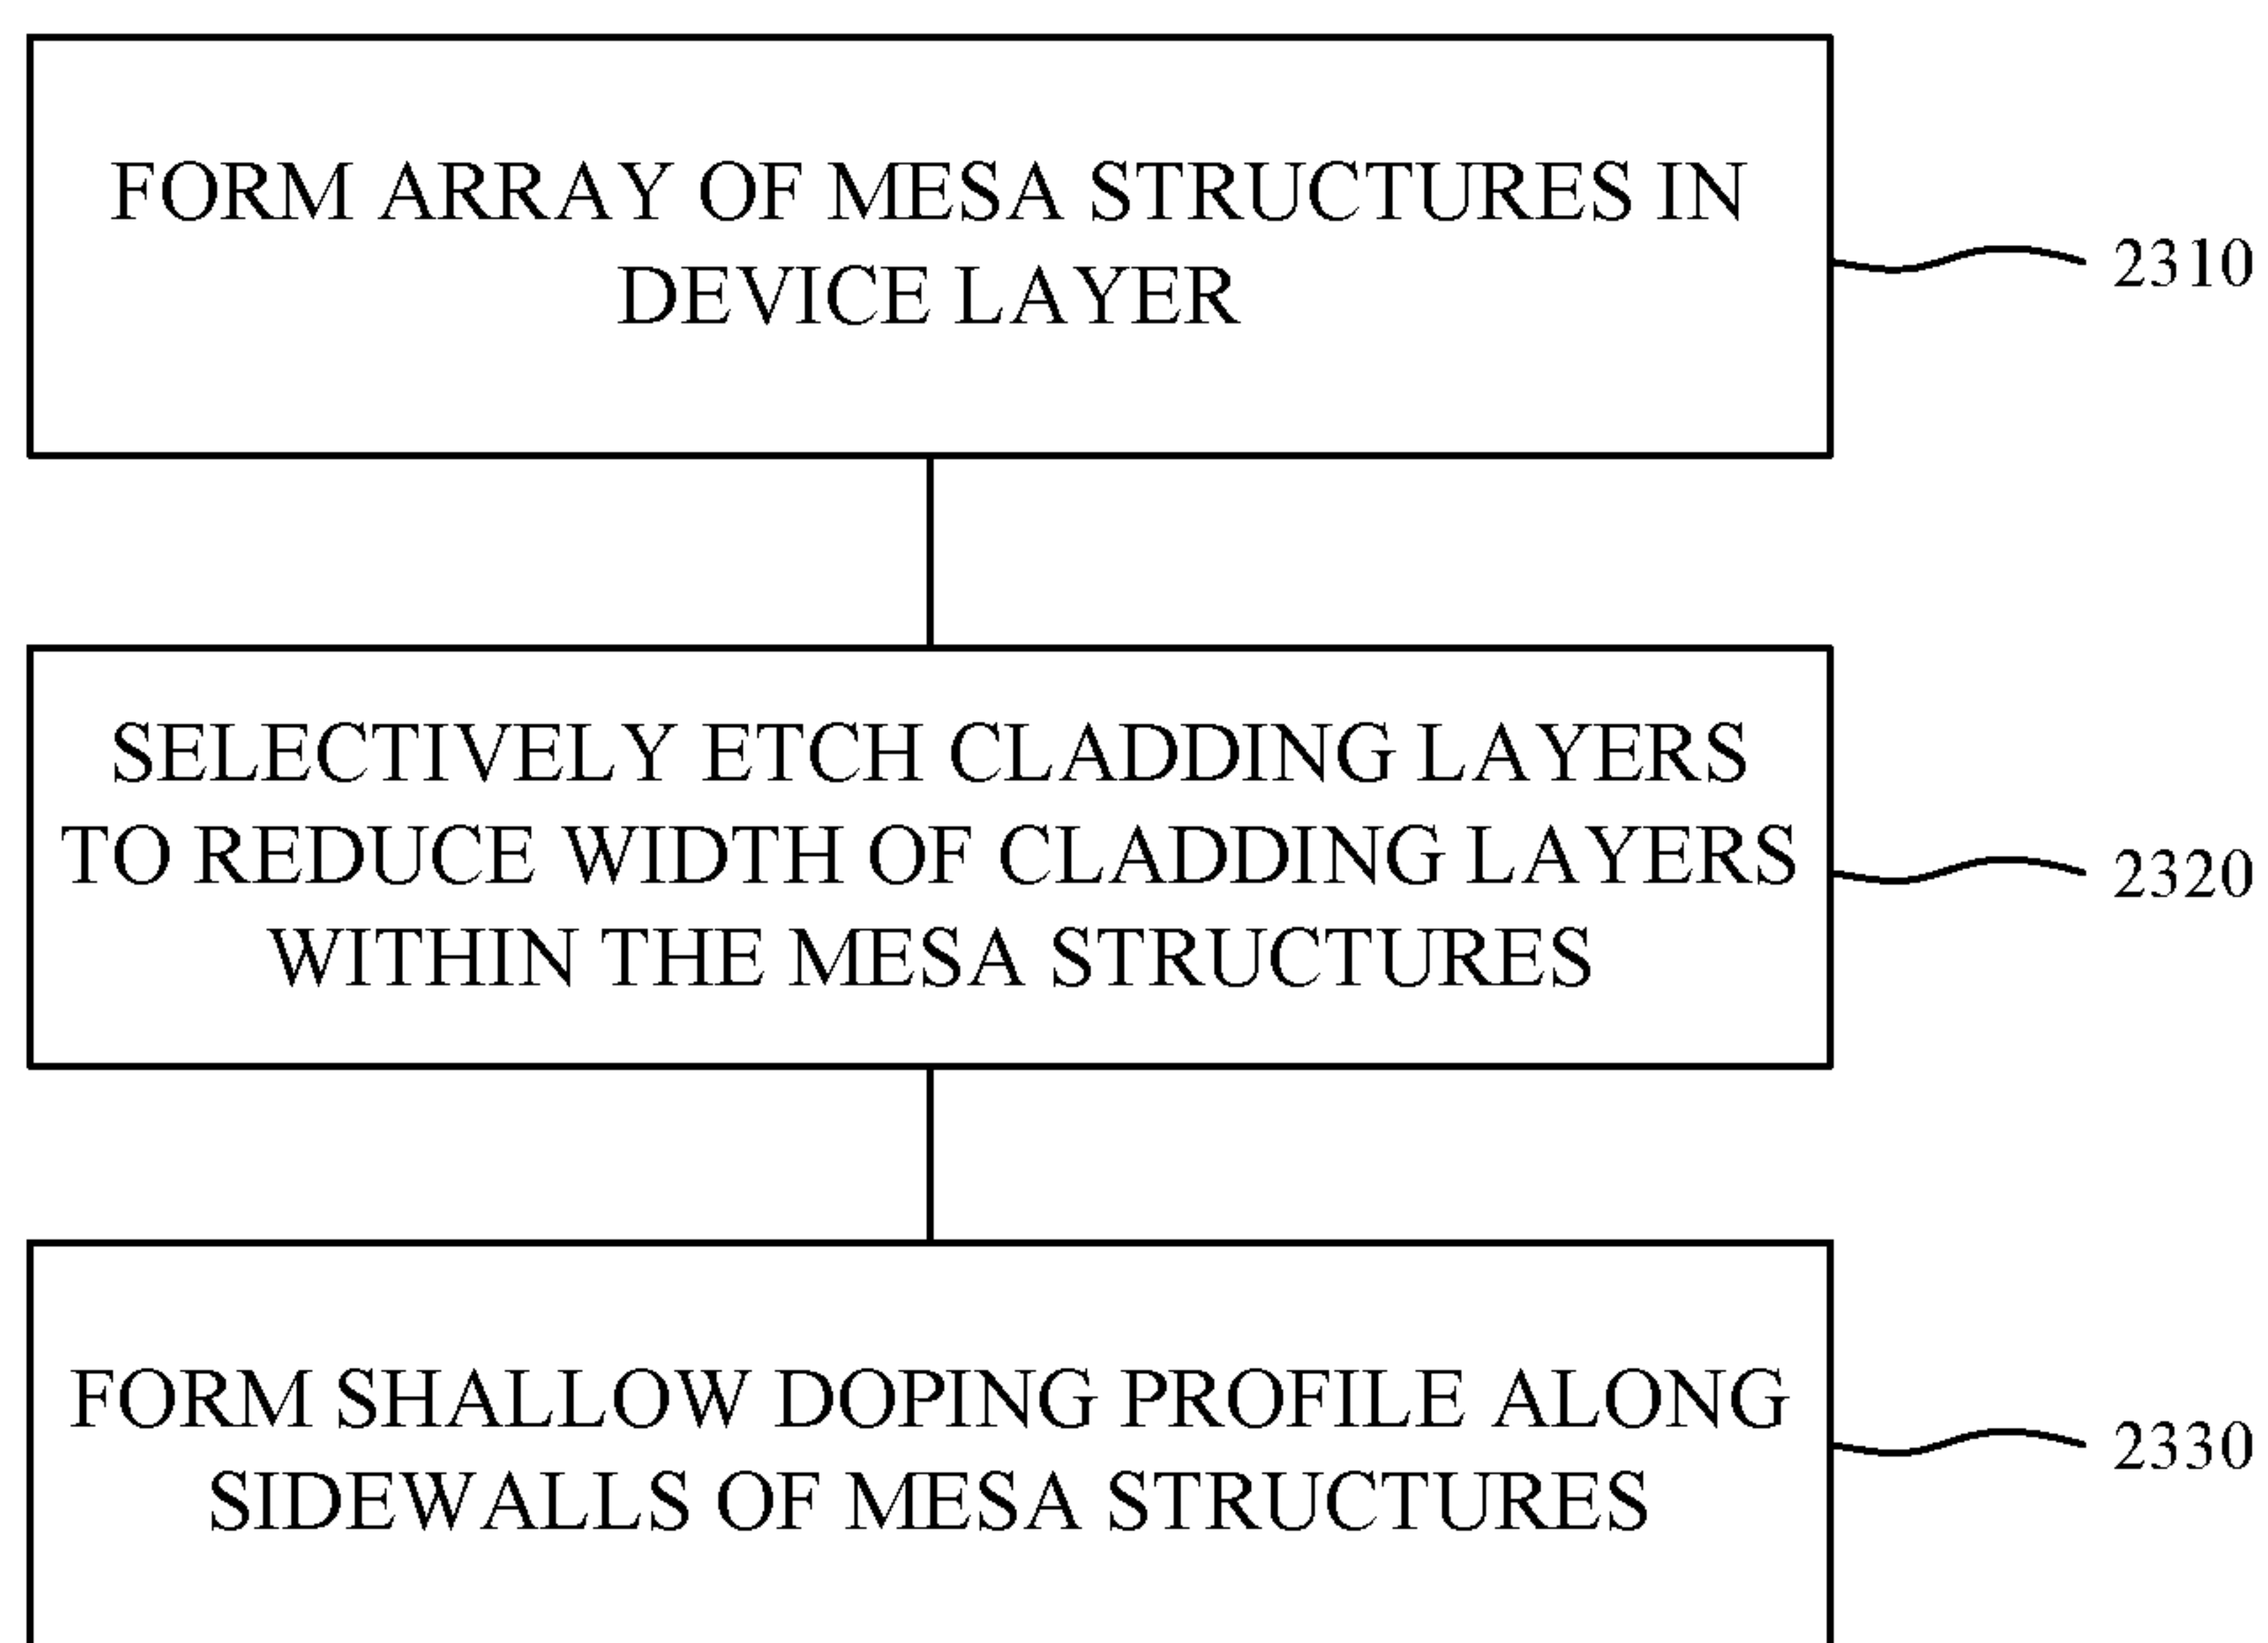 FORM ARRAY OF MESA STRUCTURES IN
DEVICE LAYER
2310
SELECTIVELY ETCH CLADDING LAYERS
TO REDUCE WIDTH OF CLADDING LAYERS
WITHIN THE MESA STRUCTURES
2320
FORM SHALLOW DOPING PROFILE ALONG
SIDEWALLS OF MESA STRUCTURES
2330